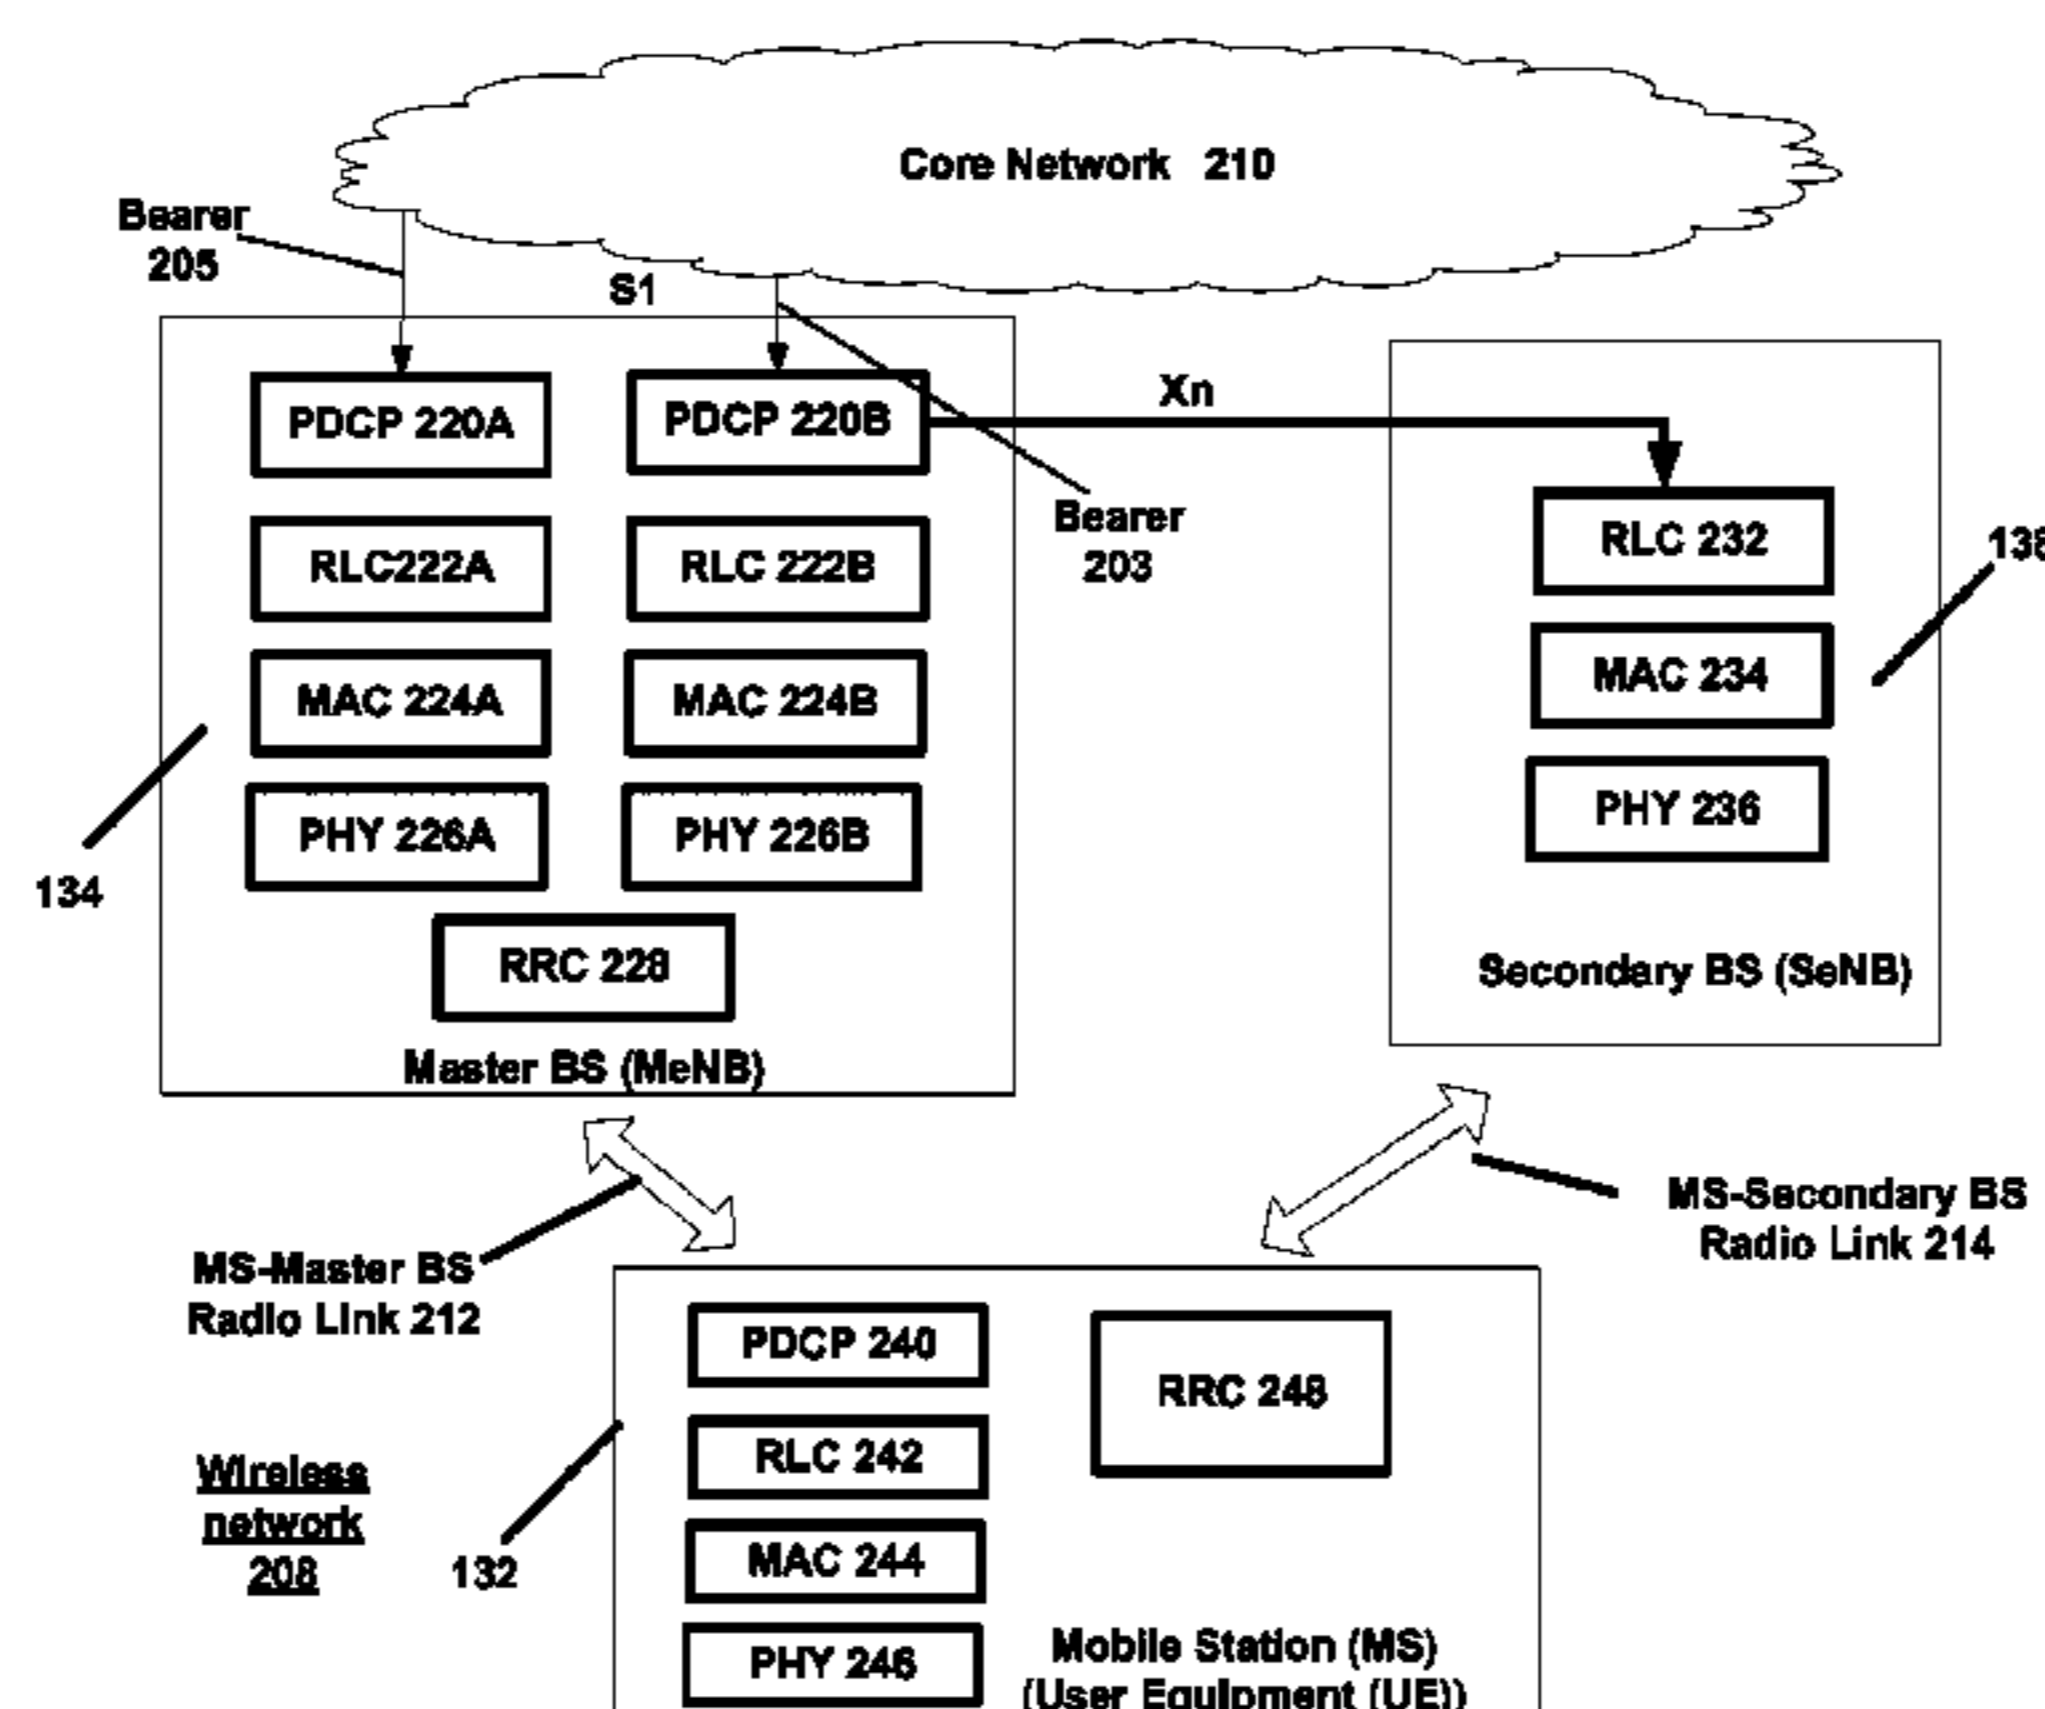 Core Network 210
Bearer
205
S1
PDCP 220A
PDCP 220B
Xn
RLC222A
RLC 222B
Bearer
203
RLC 232
138
MAC 224A
MAC 224B
MAC 234
PHY 226A
PHY 226B
PHY 236
134
RRC 228
Secondary BS (SeNB)
Master BS (MeNB)
MS-Master BS
Radio Link 212
MS-Secondary BS
Radio Link 214
PDCP 240
RRC 248
RLC 242
Wireless
network
208
132
MAC 244
PHY 246
Mobile Station (MS)
(User Equipment (UE))